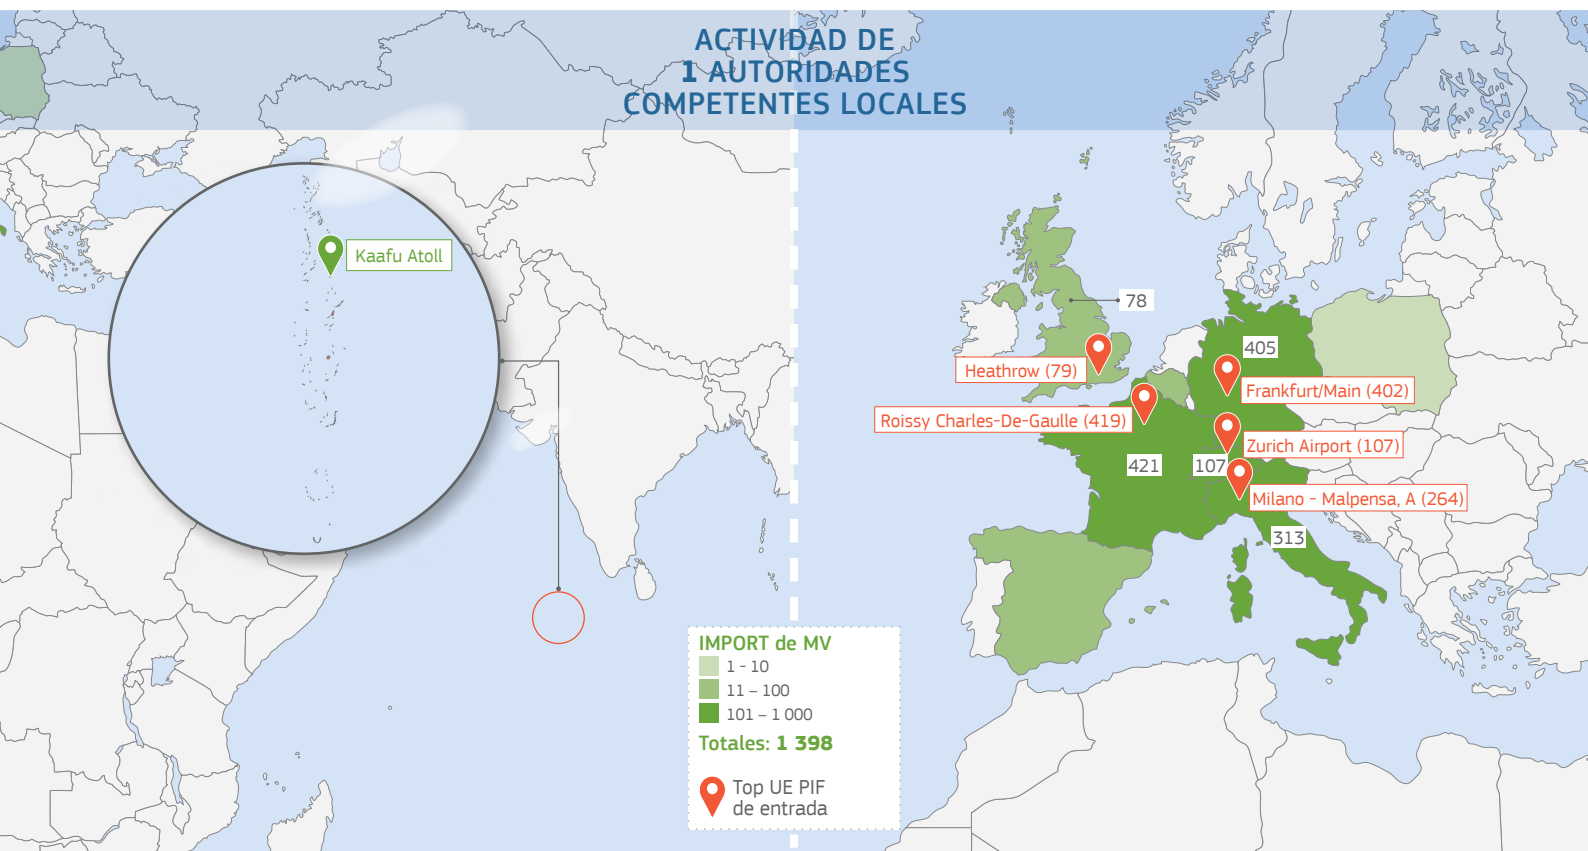 ACTIVIDAD DE
1 AUTORIDADES
COMPETENTES LOCALES
Kaafu Atoll
78
405
Heathrow (79)
Frankfurt/Main (402)
Roissy Charles-De-Gaulle (419)
Zurich Airport (107)
421
107
Milano - Malpensa, A (264)
313
IMPORT de MV
1 - 10
11 – 100
101 – 1 000
Totales: 1 398
Top UE PIF
de entrada